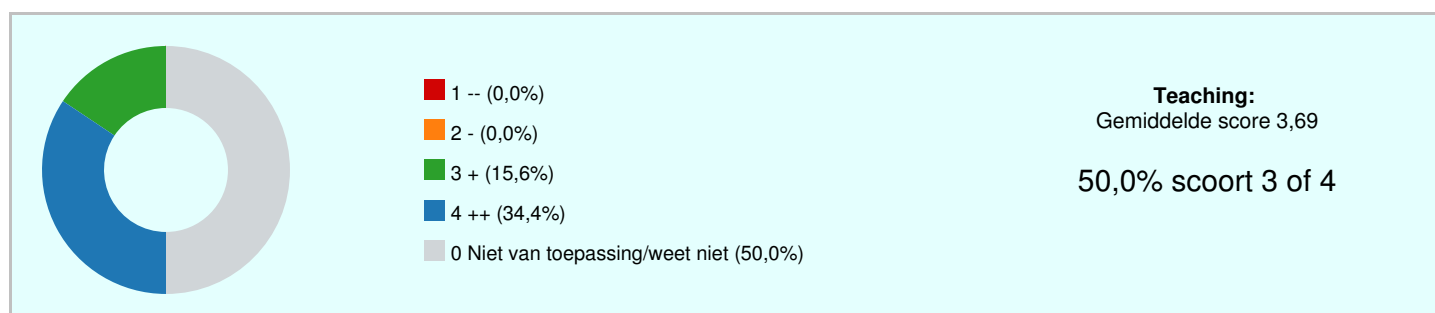 1 -- (0,0%)
2 - (0,0%)
3 + (15,6%)
4 ++ (34,4%)
0 Niet van toepassing/weet niet (50,0%)
Teaching:
Gemiddelde score 3,69
50,0% scoort 3 of 4